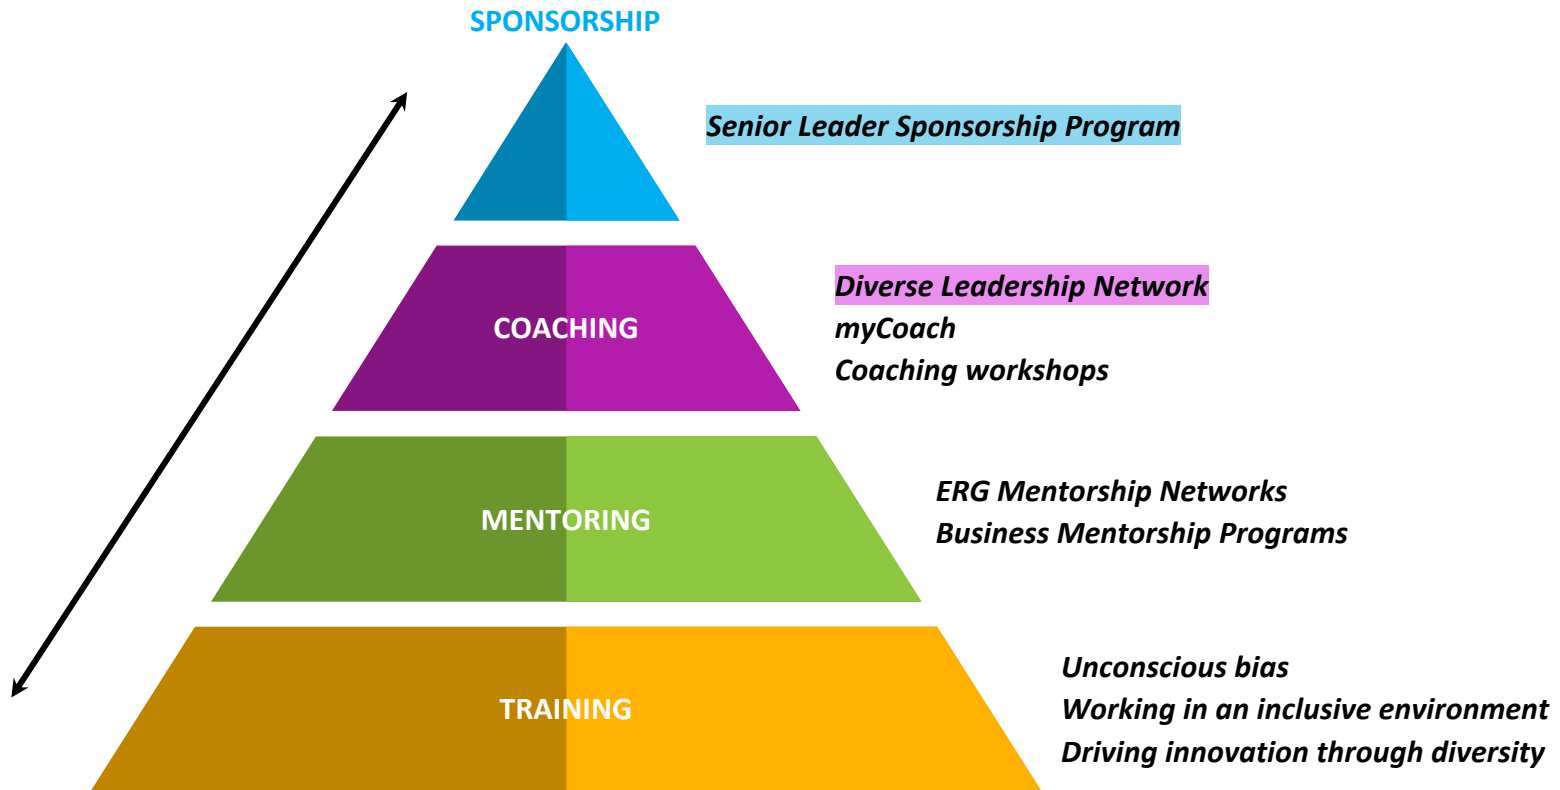 SPONSORSHIP
Senior Leader Sponsorship Program
COACHING
Diverse Leadership Network
myCoach
Coaching workshops
MENTORING
ERG Mentorship Networks
Business Mentorship Programs
TRAINING
Unconscious bias
Working in an inclusive environment
Driving innovation through diversity